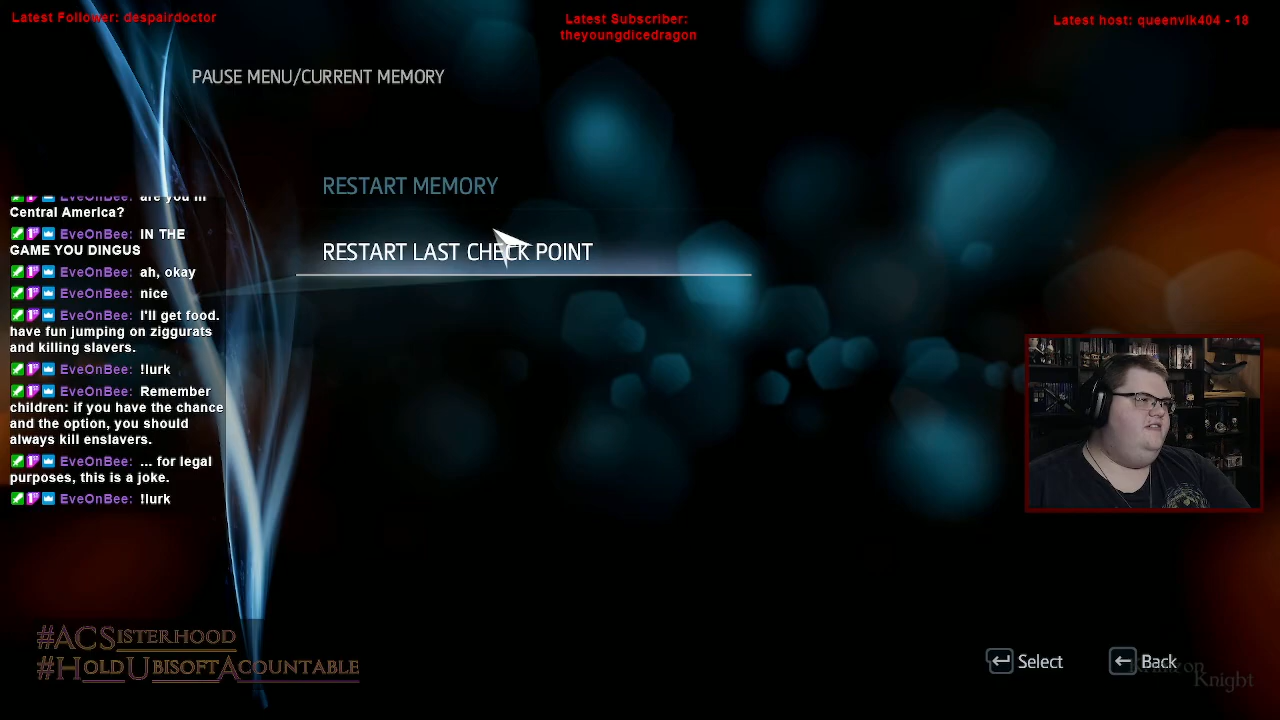 Latest Follower: despairdoctor
Latest Subscriber:
theyoungdicedragon
Latest host: queenvlk404 - 18
PAUSE MENU/CURRENT MEMORY
RESTART MEMORY
RESTART LAST CHECK POINT
EveOnBee: are you in
Central America?
EveOnBee: IN THE
GAME YOU DINGUS
EveOnBee: ah, okay
EveOnBee: nice
EveOnBee: I'll get food.
have fun jumping on ziggurats
and killing slavers.
EveOnBee: !lurk
EveOnBee: Remember
children: if you have the chance
and the option, you should
always kill enslavers.
EveOnBee: ... for legal
purposes, this is a joke.
EveOnBee: !lurk
#ACSisterhood
#HoldUbisoftAcountable
Select
Back
Knight